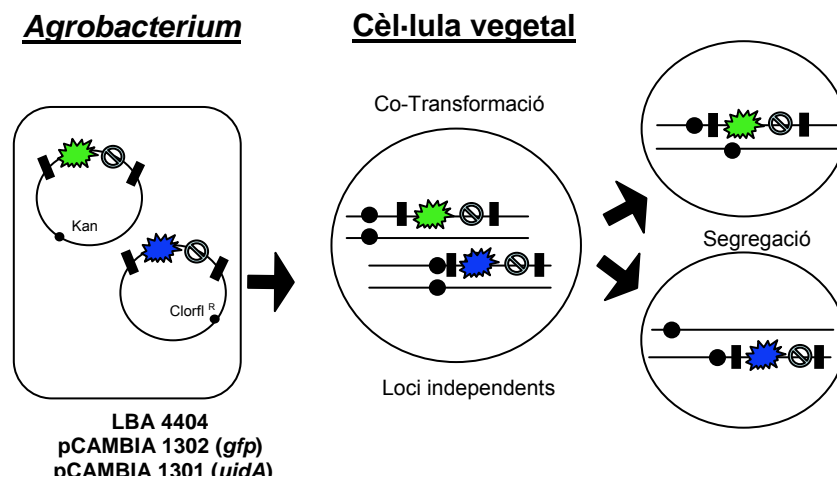 Agrobacterium
Cèl·lula vegetal
Co-Transformació
Kan
Clorfl R
Segregació
Loci independents
LBA 4404
pCAMBIA 1302 (gfp)
pCAMBIA 1301 (uidA)